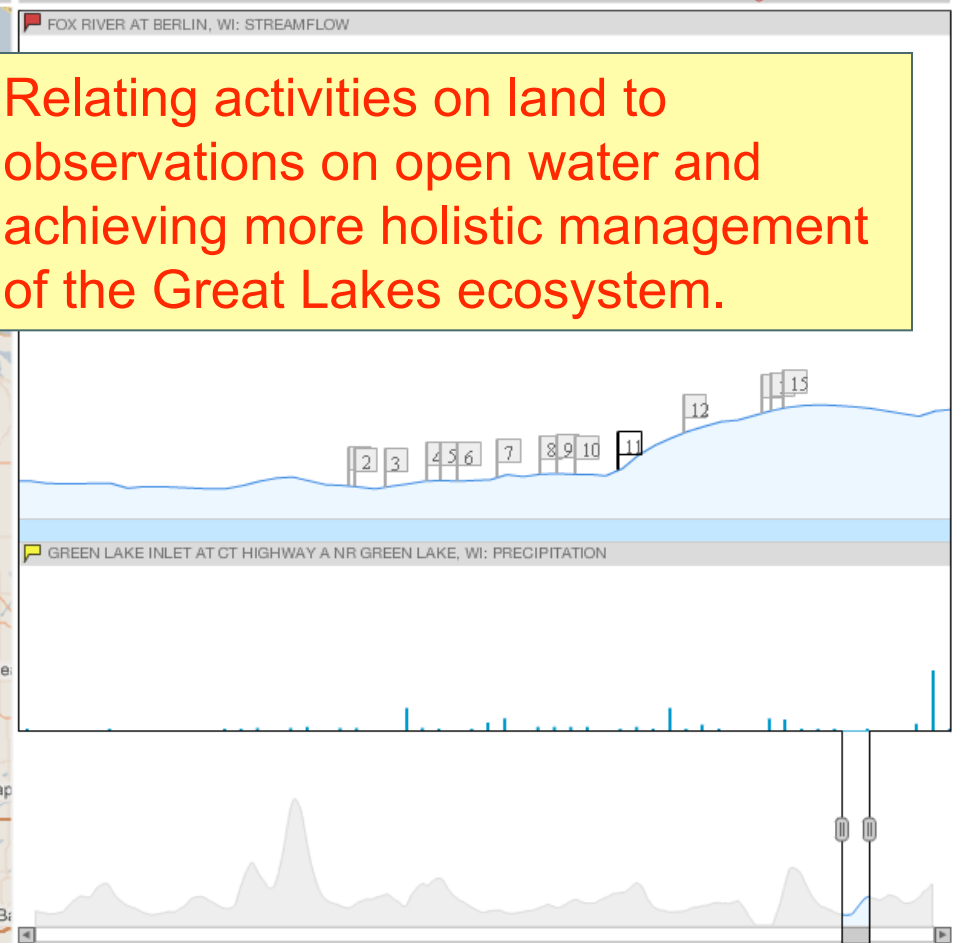 FOX RIVER AT BERLIN, WI: STREAMFLOW
Relating activities on land to
observations on open water and
achieving more holistic management
of the Great Lakes ecosystem.
2 3 4 5 6 7 8 9 10 11 12 15
GREEN LAKE INLET AT CT HIGHWAY A NR GREEN LAKE, WI: PRECIPITATION